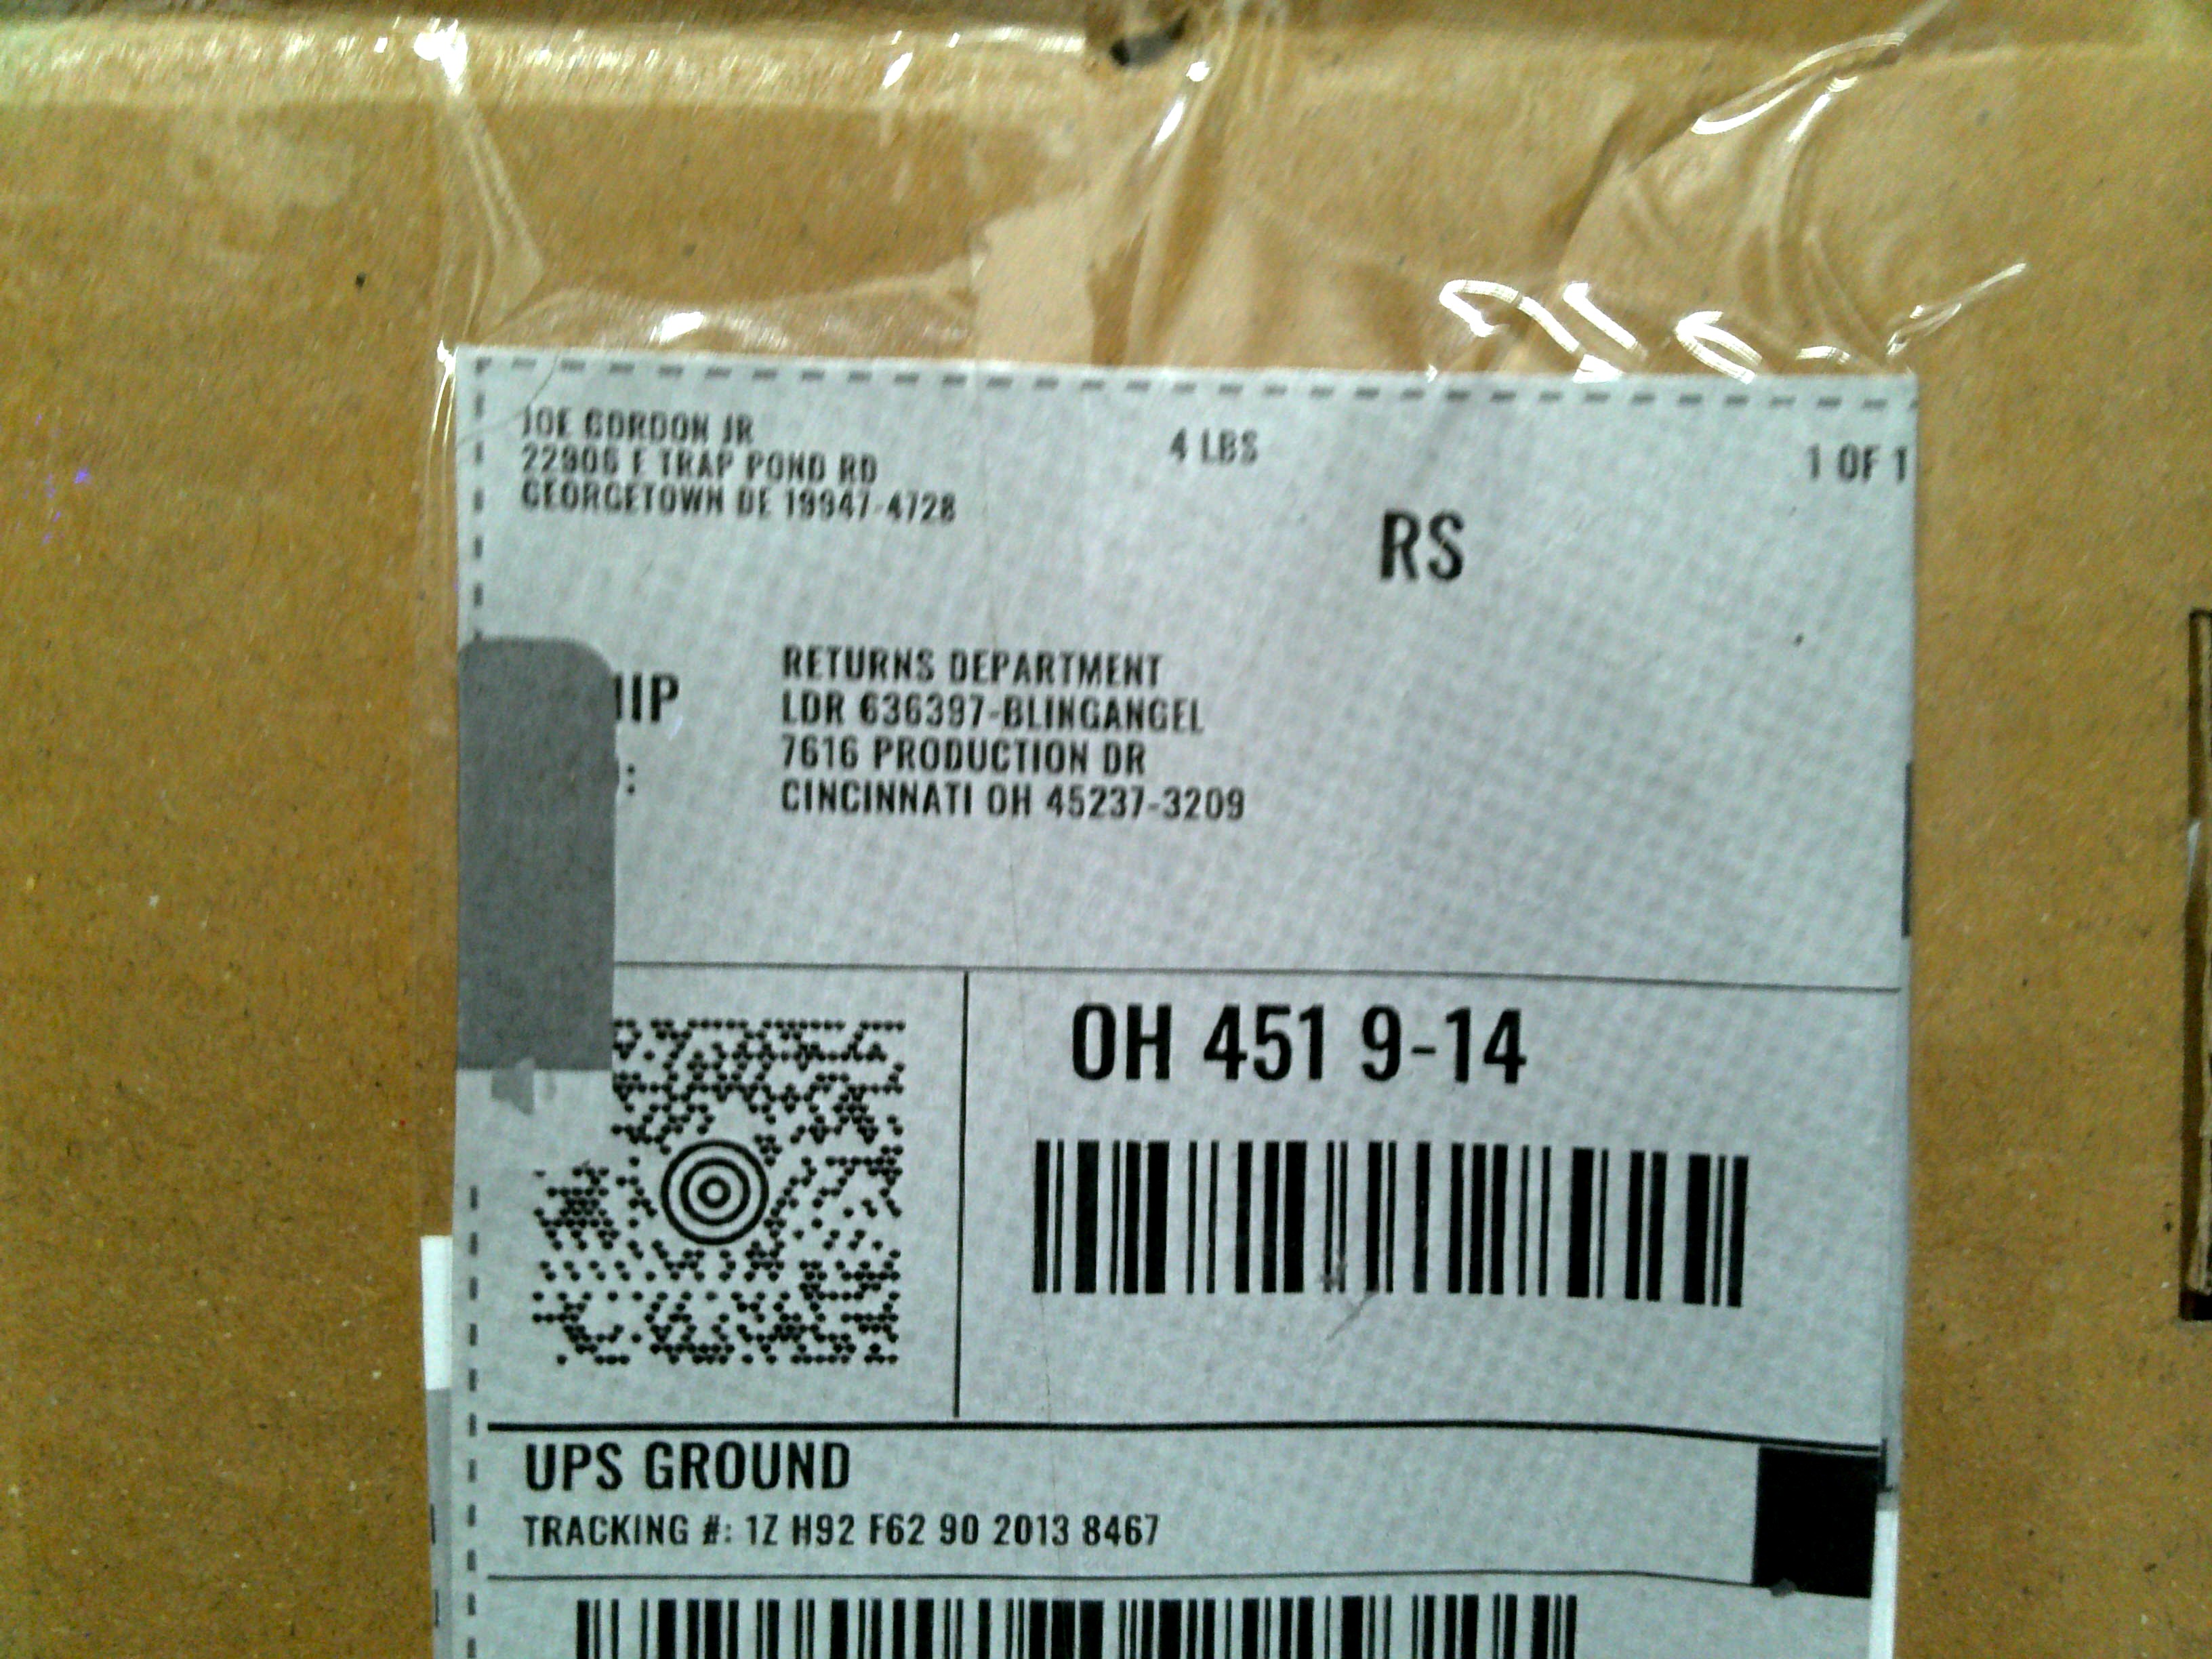 JOE GORDON JR
4 LBS
1 OF 1
22906 E TRAP POND RD
GEORGETOWN DE 19947-4728
RS
RETURNS DEPARTMENT
LDR 636397-BLINGANGEL
7616 PRODUCTION DR
CINCINNATI OH 45237-3209
OH 451 9-14
UPS GROUND
TRACKING #: 1Z H92 F62 90 2013 8467